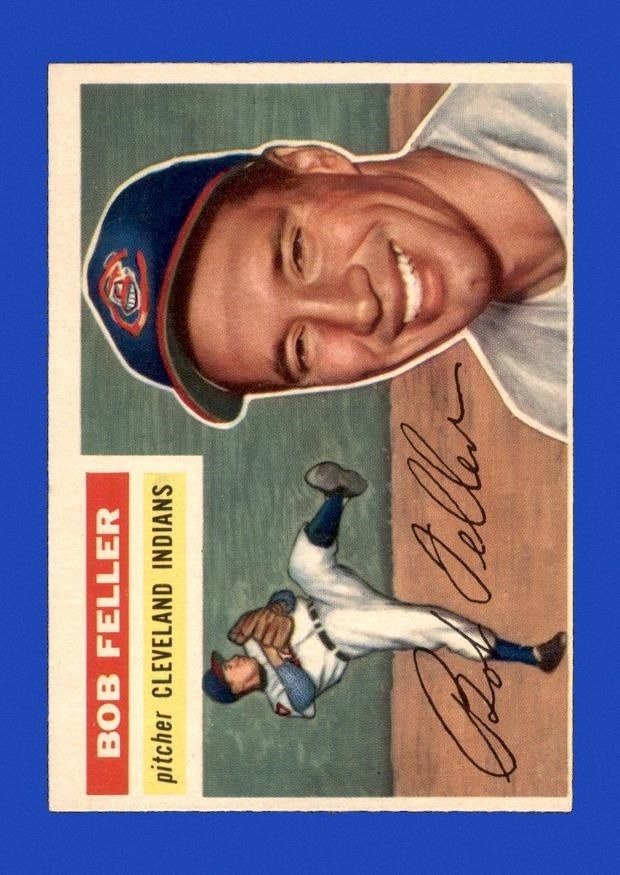 BOB FELLER
pitcher CLEVELAND INDIANS
Bob Feller